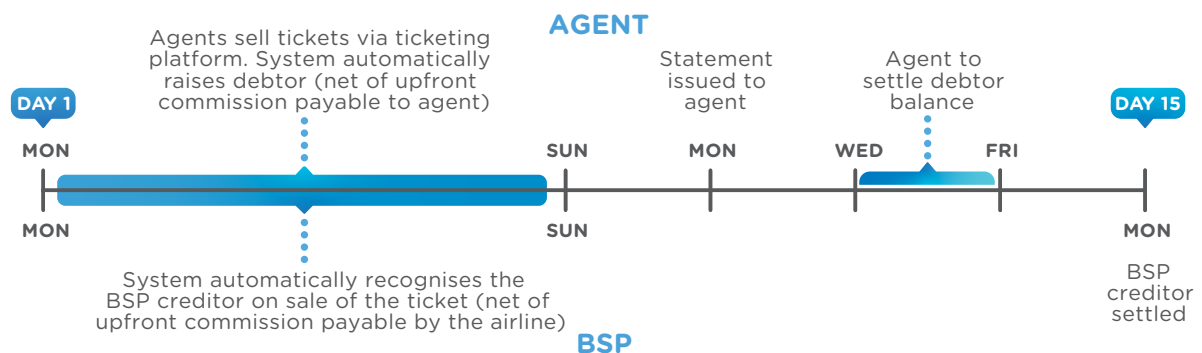 AGENT
Agents sell tickets via ticketing
platform. System automatically
raises debtor (net of upfront
commission payable to agent)
Statement
issued to
agent
Agent to
settle debtor
balance
DAY 1
DAY 15
MON
SUN
MON
WED
FRI
MON
SUN
MON
System automatically recognises the
BSP creditor on sale of the ticket (net of
upfront commission payable by the airline)
BSP
creditor
settled
BSP